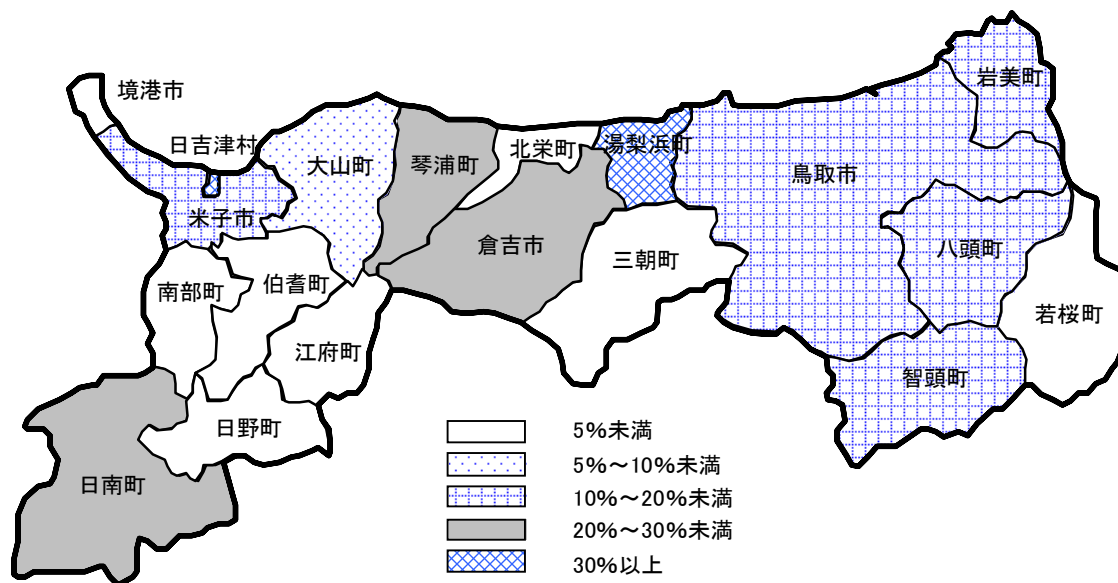 岩美町
境港市
日吉津村
大山町
琴浦町
北栄町
湯梨浜町
鳥取市
米子市
倉吉市
三朝町
八頭町
南部町
伯耆町
若桜町
江府町
智頭町
日野町
日南町
5%未満
5%～10%未満
10%～20%未満
20%～30%未満
30%以上